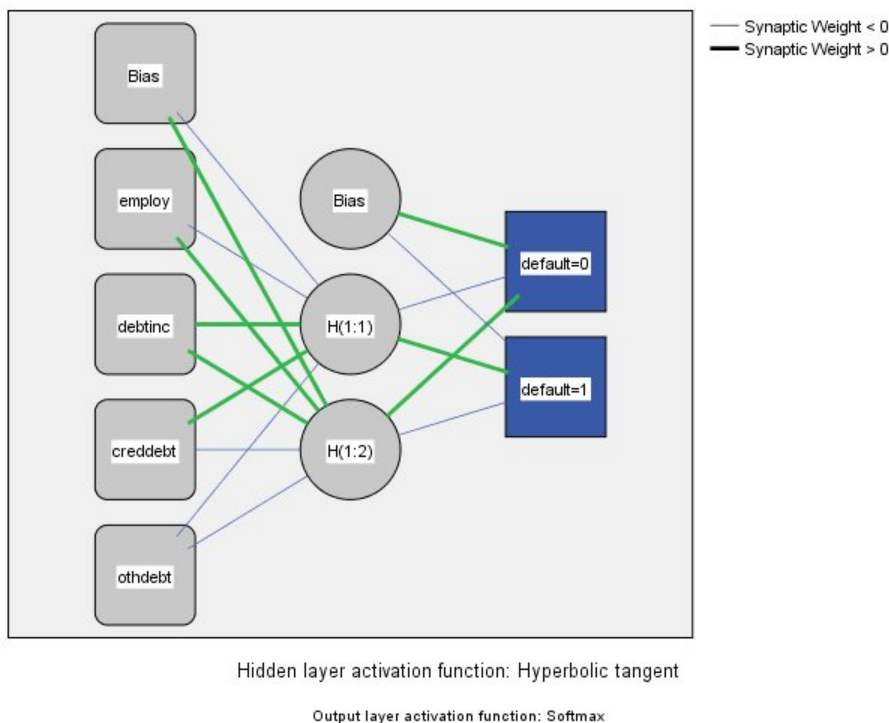 Synaptic Weight < 0
Synaptic Weight > 0
Bias
employ
debtinc
creddebt
othdebt
Bias
H(1:1)
H(1:2)
default=0
default=1
Hidden layer activation function: Hyperbolic tangent
Output layer activation function: Softmax